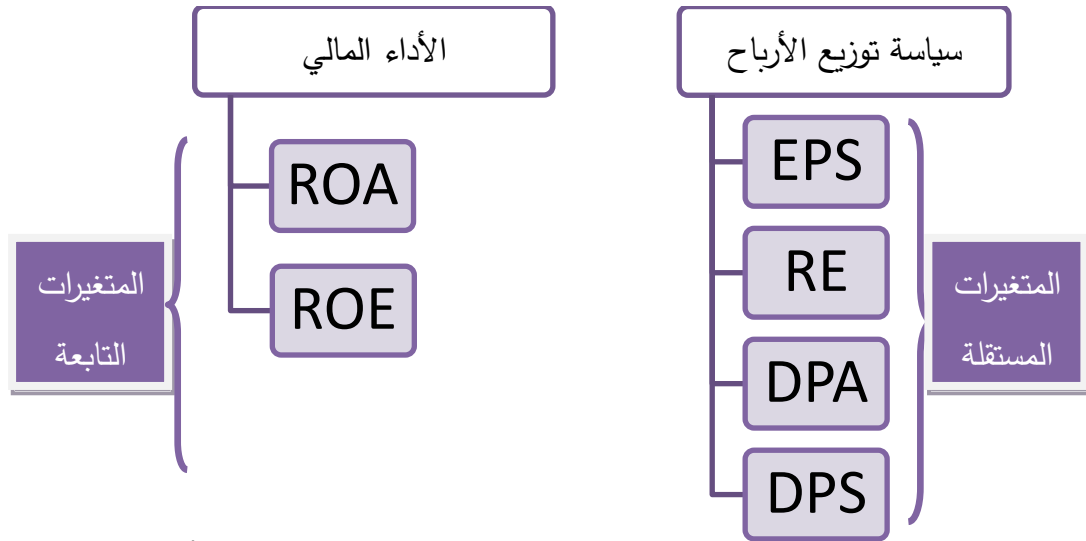 سياسة توزيع الأرباح
EPS
RE
DPA
DPS
المتغيرات
المستقلة
الأداء المالي
ROA
ROE
المتغيرات
التابعة